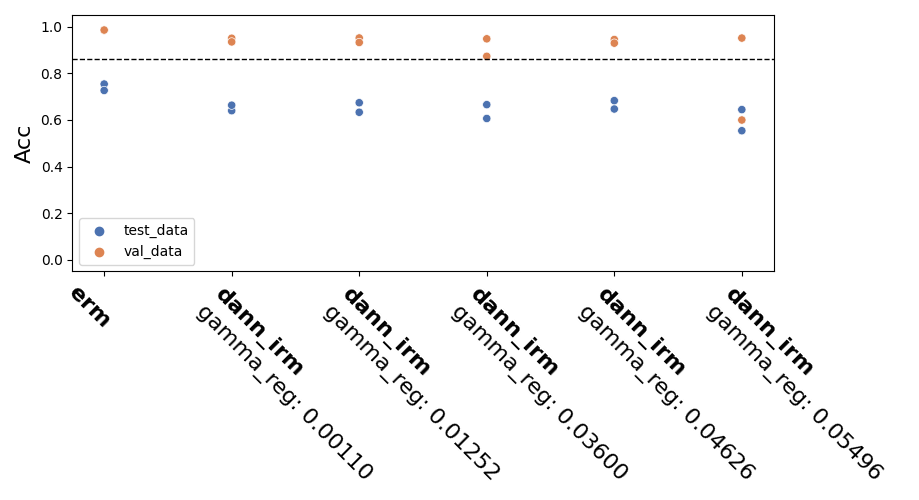 Acc
1.0
0.8
0.6
0.4
0.2
0.0
test_data
val_data
erm
dann_irm
gamma_reg: 0.00110
dann_irm
gamma_reg: 0.01252
dann_irm
gamma_reg: 0.03600
dann_irm
gamma_reg: 0.04626
dann_irm
gamma_reg: 0.05496